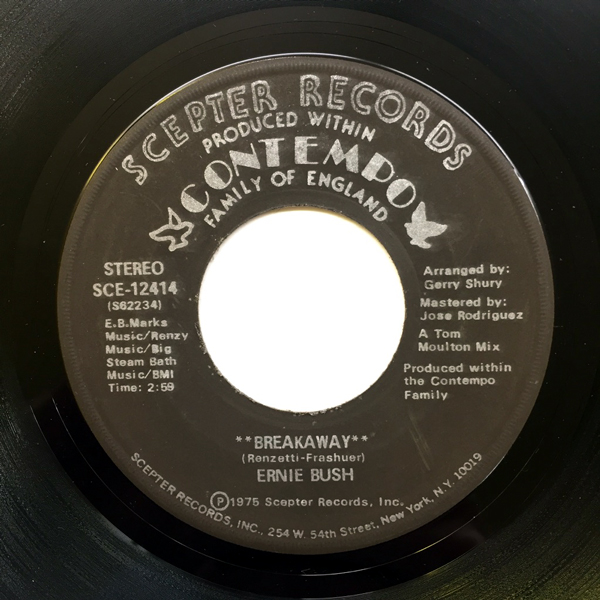 SCEPTER RECORDS
PRODUCED WITHIN
CONTEMPO
FAMILY OF ENGLAND
STEREO
SCE-12414
(S62234)
E.B.Marks
Music/Renzy
Music/Big
Steam Bath
Music/BMI
Time: 2:59
Arranged by:
Gerry Shury
Mastered by:
Jose Rodriguez
A Tom
Moulton Mix
Produced within
the Contempo
Family
**BREAKAWAY**
(Renzetti-Frashuer)
ERNIE BUSH
Ⓟ1975 Scepter Records, Inc.
SCEPTER RECORDS, INC., 254 W. 54th Street, New York, N.Y. 10019